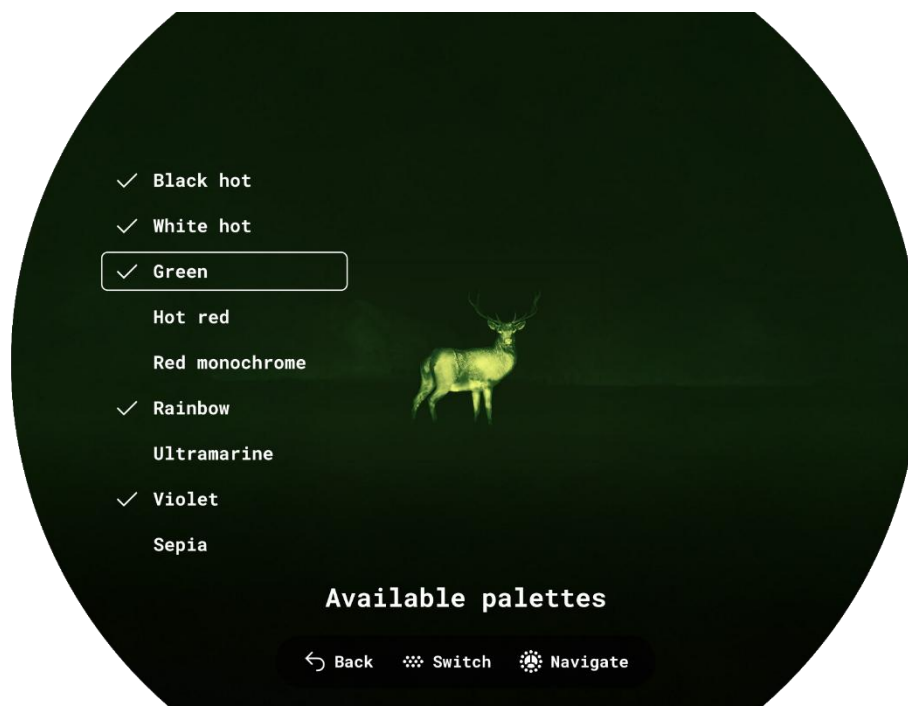 Black hot
White hot
Green
Hot red
Red monochrome
Rainbow
Ultramarine
Violet
Sepia
Available palettes
Back Switch Navigate